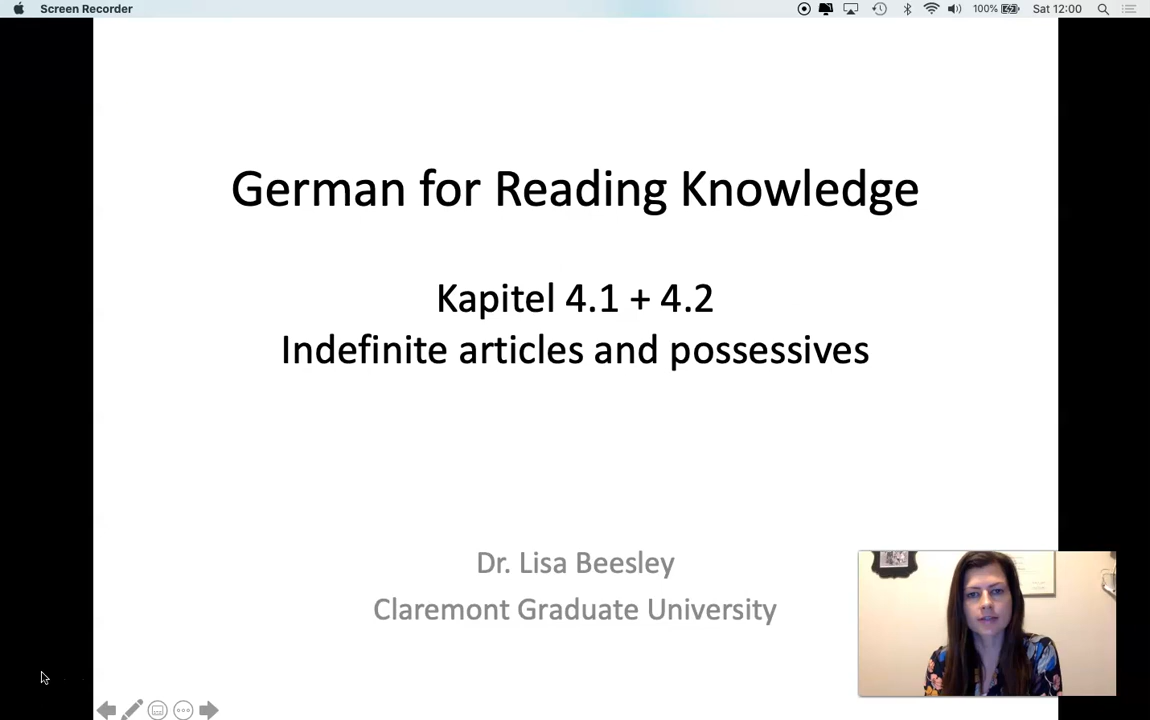 Screen Recorder
100%
Sat 12:00
German for Reading Knowledge
Kapitel 4.1 + 4.2
Indefinite articles and possessives
Dr. Lisa Beesley
Claremont Graduate University